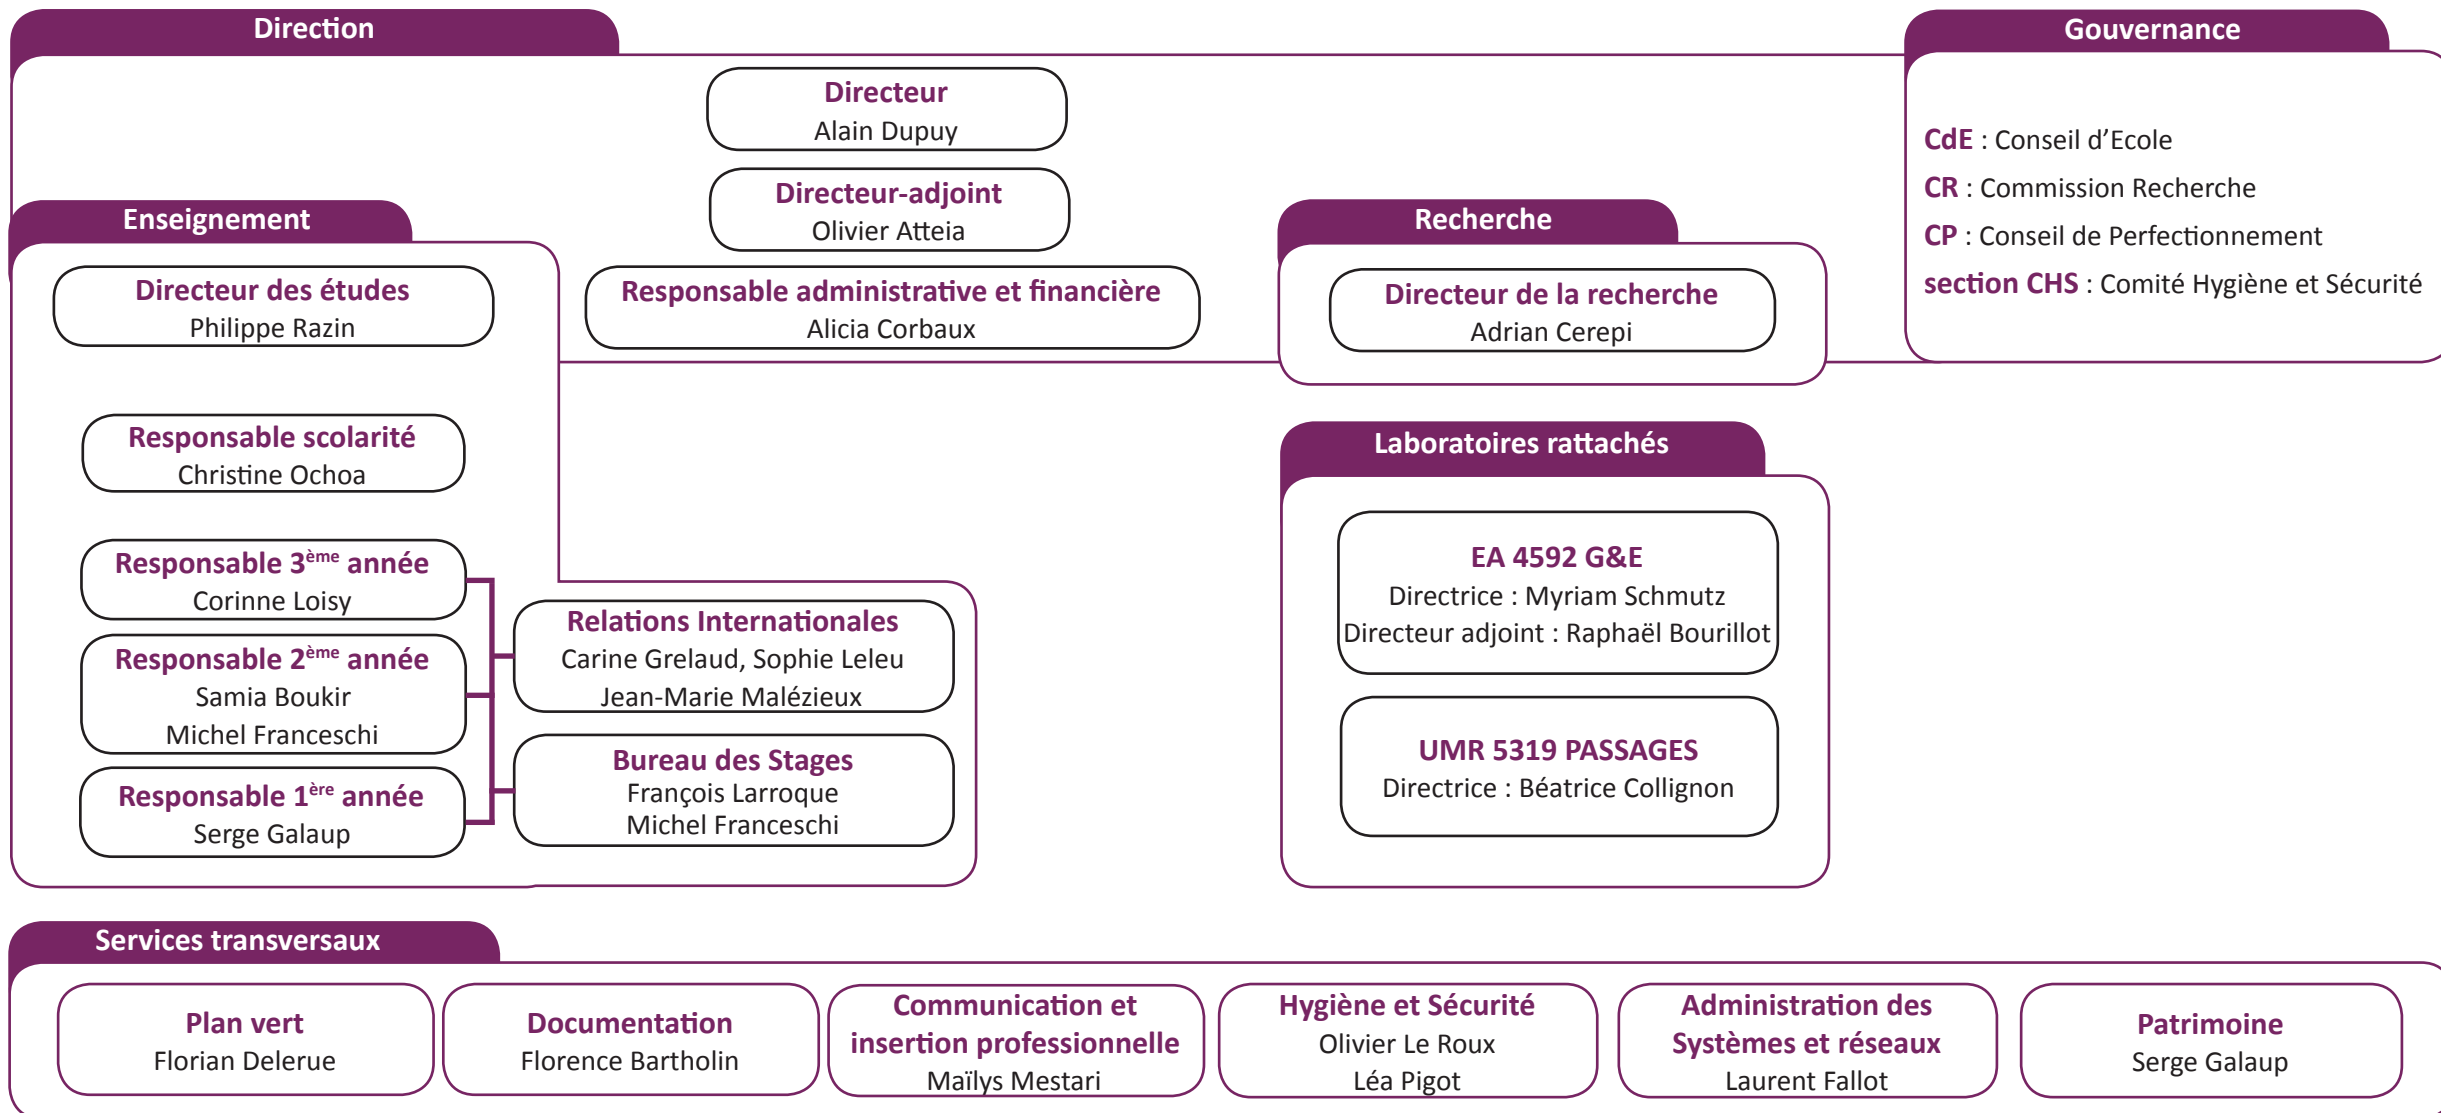 Direction
Directeur
Alain Dupuy
Directeur-adjoint
Olivier Atteia
Responsable administrative et financière
Alicia Corbaux
Gouvernance
CdE : Conseil d’Ecole
CR : Commission Recherche
CP : Conseil de Perfectionnement
section CHS : Comité Hygiène et Sécurité
Enseignement
Directeur des études
Philippe Razin
Responsable scolarité
Christine Ochoa
Responsable 3ème année
Corinne Loisy
Responsable 2ème année
Samia Boukir
Michel Franceschi
Responsable 1ère année
Serge Galaup
Relations Internationales
Carine Grelaud, Sophie Leleu
Jean-Marie Malézieux
Bureau des Stages
François Larroque
Michel Franceschi
Recherche
Directeur de la recherche
Adrian Cerepi
Laboratoires rattachés
EA 4592 G&E
Directrice : Myriam Schmutz
Directeur adjoint : Raphaël Bourillot
UMR 5319 PASSAGES
Directrice : Béatrice Collignon
Services transversaux
Plan vert
Florian Delerue
Documentation
Florence Bartholin
Communication et
insertion professionnelle
Maïlys Mestari
Hygiène et Sécurité
Olivier Le Roux
Léa Pigot
Administration des
Systèmes et réseaux
Laurent Fallot
Patrimoine
Serge Galaup